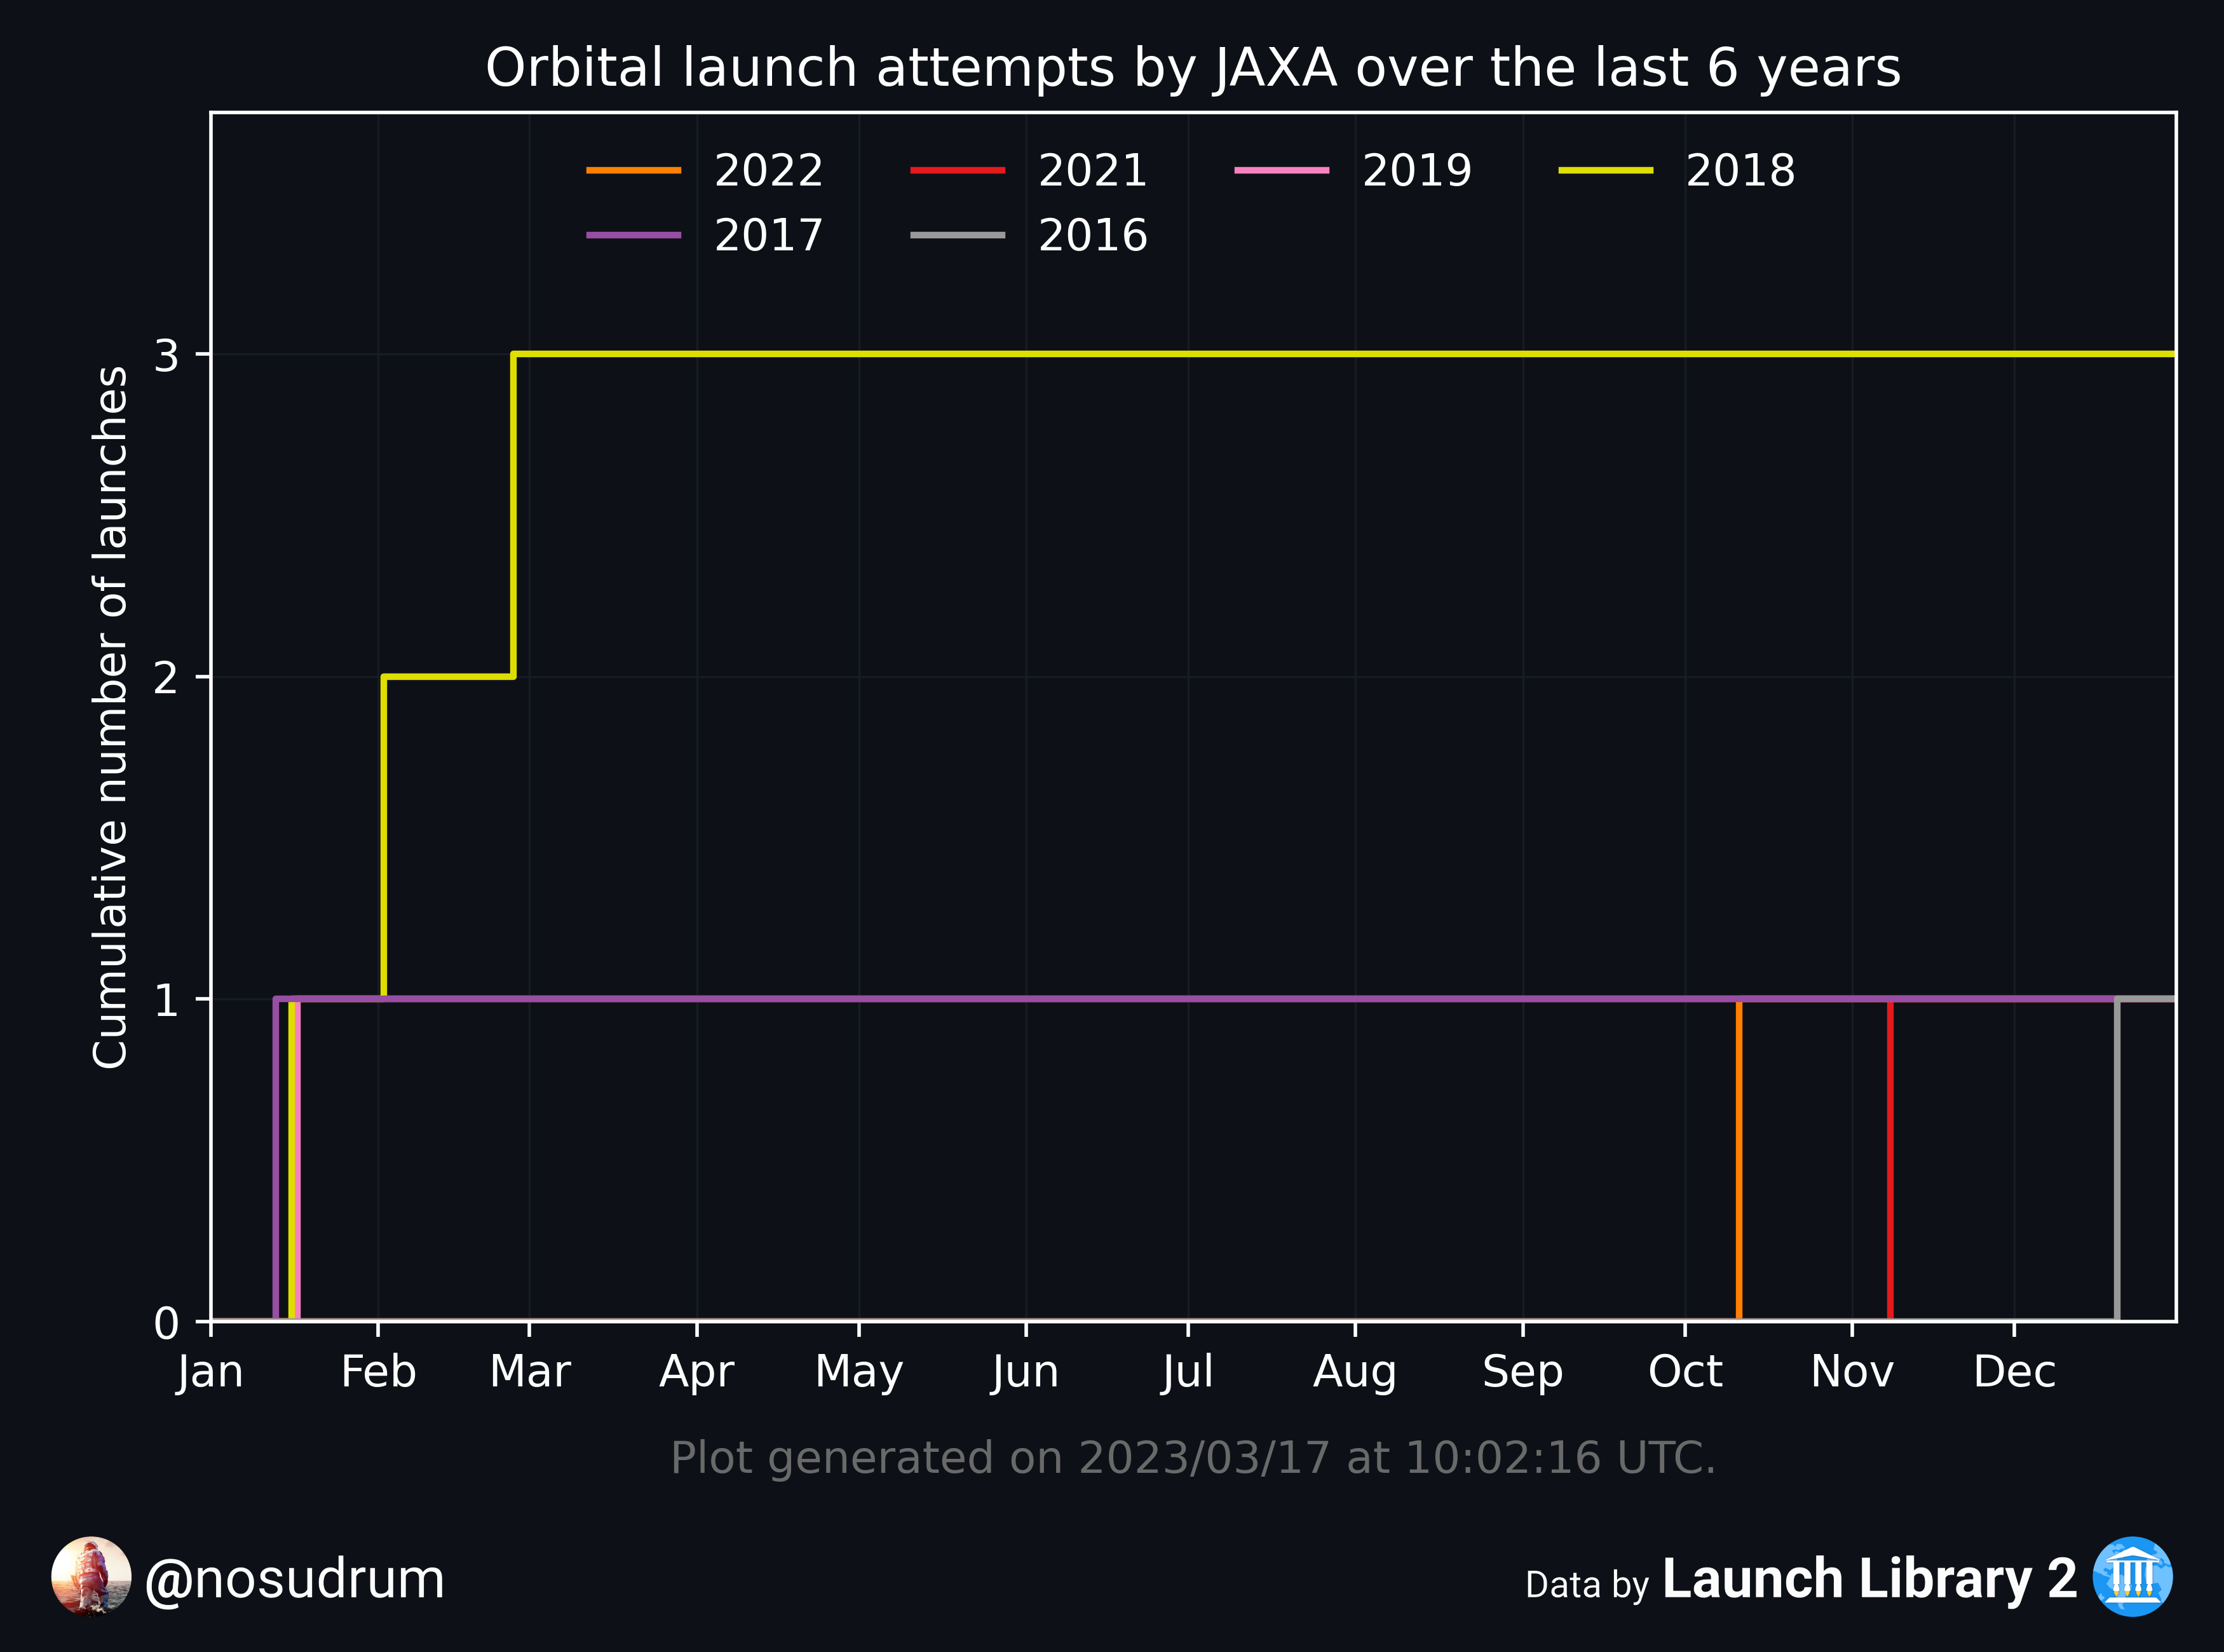 Orbital launch attempts by JAXA over the last 6 years
2022 2021 2019 2018
2017 2016
Cumulative number of launches
3
2
1
0
Jan Feb Mar Apr May Jun Jul Aug Sep Oct Nov Dec
Plot generated on 2023/03/17 at 10:02:16 UTC.
@nosudrum
Data by Launch Library 2